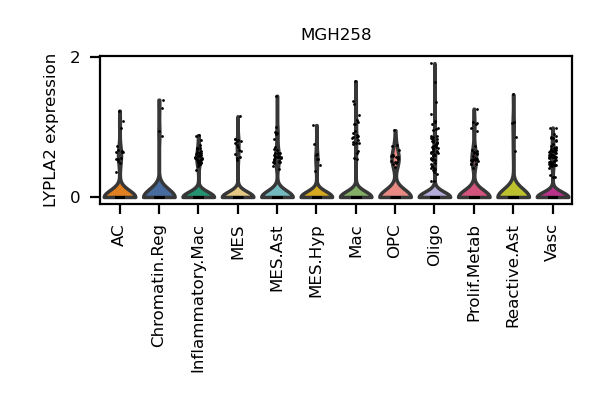 MGH258
LYPLA2 expression
2
0
AC
Chromatin.Reg
Inflammatory.Mac
MES
MES.Ast
MES.Hyp
Mac
OPC
Oligo
Prolif.Metab
Reactive.Ast
Vasc